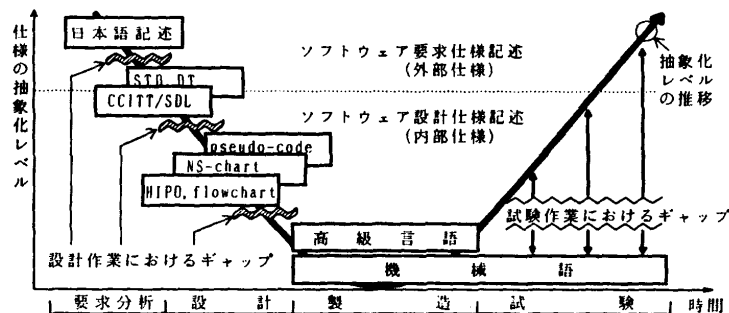 仕様の抽象化レベル
日本語記述
STD, DT
CCITT/SDL
pseudo-code
NS-chart
HIPO, flowchart
ソフトウェア要求仕様記述
(外部仕様)
ソフトウェア設計仕様記述
(内部仕様)
抽象化
レベル
の推移
設計作業におけるギャップ
試験作業におけるギャップ
高級言語
機械語
要求分析 設計 製造 試験 時間